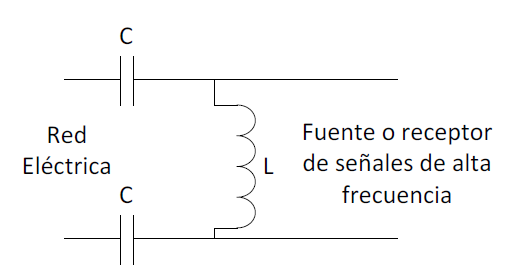 C
Red
Eléctrica
Fuente o receptor
de señales de alta
frecuencia
L
C